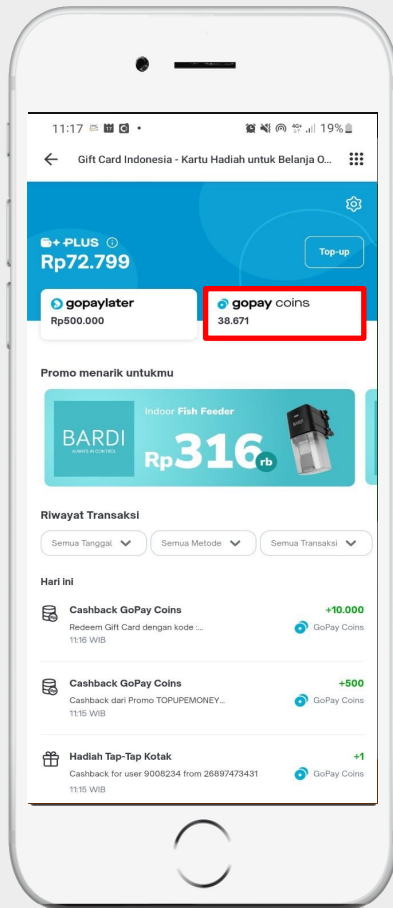 11:17
19%
Gift Card Indonesia - Kartu Hadiah untuk Belanja O...
PLUS
Rp72.799
Top-up
gopaylater
Rp500.000
gopay coins
38.671
Promo menarik untukmu
BARDI
ALWAYS IN CONTROL
Indoor Fish Feeder
Rp316rb
Riwayat Transaksi
Semua Tanggal
Semua Metode
Semua Transaksi
Hari ini
Cashback GoPay Coins
+10.000
Redeem Gift Card dengan kode :...
GoPay Coins
11:16 WIB
Cashback GoPay Coins
+500
Cashback dari Promo TOPUPEMONEY...
GoPay Coins
11:15 WIB
Hadiah Tap-Tap Kotak
+1
Cashback for user 9008234 from 26897473431
GoPay Coins
11:15 WIB